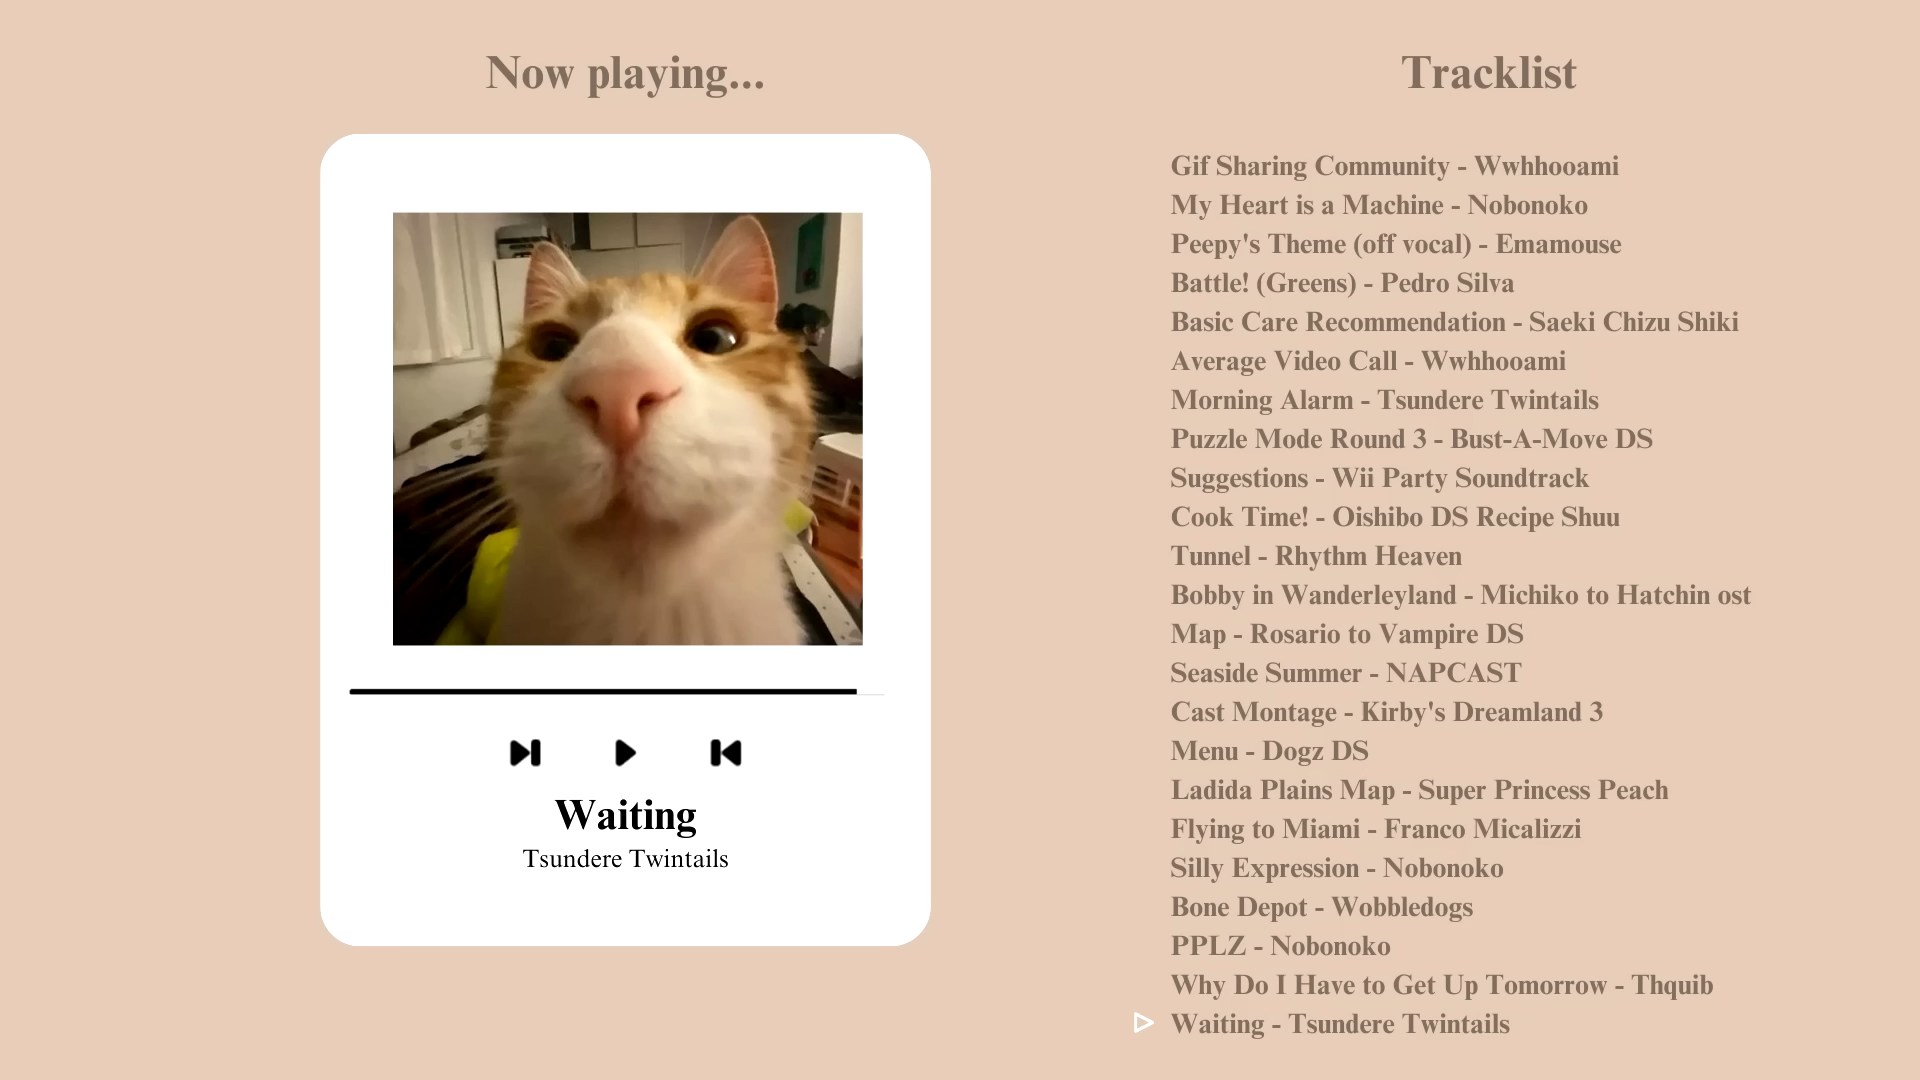 Now playing...
Waiting
Tsundere Twintails
Tracklist
Gif Sharing Community - Wwhhooami
My Heart is a Machine - Nobonoko
Peepy's Theme (off vocal) - Emamouse
Battle! (Greens) - Pedro Silva
Basic Care Recommendation - Saeki Chizu Shiki
Average Video Call - Wwhhooami
Morning Alarm - Tsundere Twintails
Puzzle Mode Round 3 - Bust-A-Move DS
Suggestions - Wii Party Soundtrack
Cook Time! - Oishibo DS Recipe Shuu
Tunnel - Rhythm Heaven
Bobby in Wanderleyland - Michiko to Hatchin ost
Map - Rosario to Vampire DS
Seaside Summer - NAPCAST
Cast Montage - Kirby's Dreamland 3
Menu - Dogz DS
Ladida Plains Map - Super Princess Peach
Flying to Miami - Franco Micalizzi
Silly Expression - Nobonoko
Bone Depot - Wobbledogs
PPLZ - Nobonoko
Why Do I Have to Get Up Tomorrow - Thquib
Waiting - Tsundere Twintails